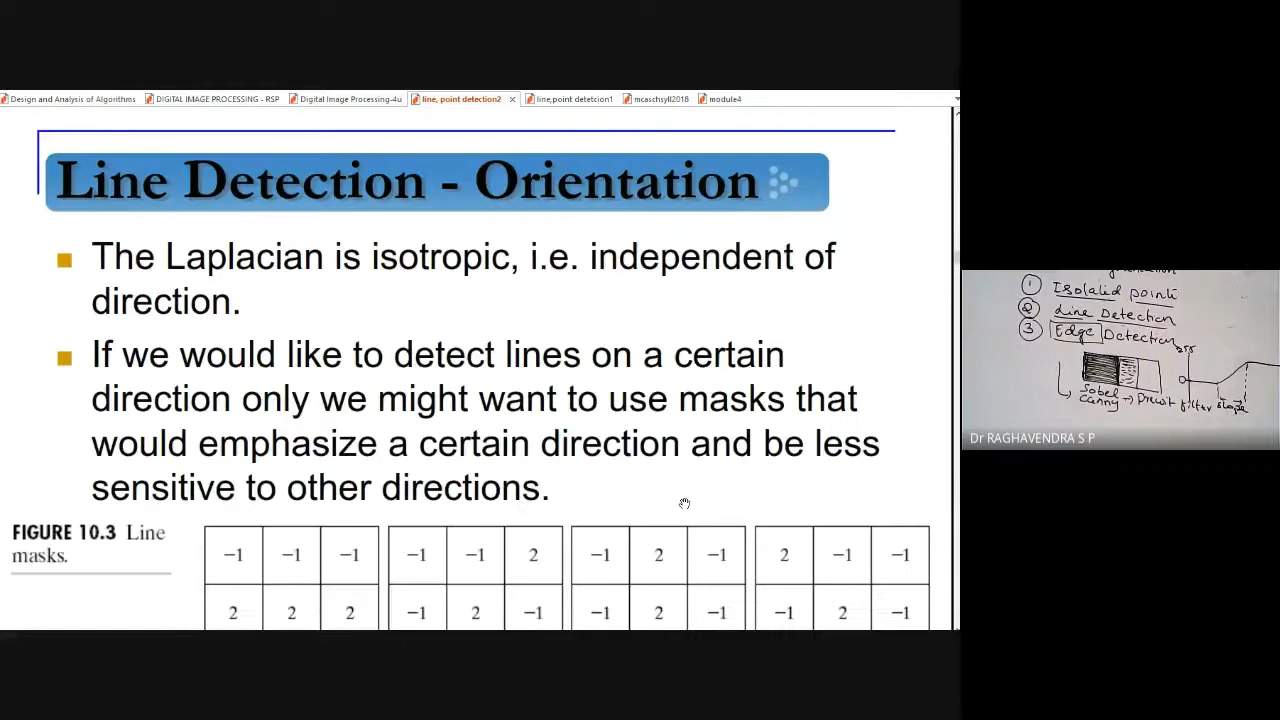 Design and Analysis of Algorithms DIGITAL IMAGE PROCESSING - RSP Digital Image Processing-4u line, point detection2 line,point detetcion1 mcaschsyll2018 module4
Line Detection - Orientation
The Laplacian is isotropic, i.e. independent of
direction.
If we would like to detect lines on a certain
direction only we might want to use masks that
would emphasize a certain direction and be less
sensitive to other directions.
FIGURE 10.3 Line
masks.
−1 −1 −1 −1 −1 2 −1 2 −1 2 −1 −1
2 2 2 −1 2 −1 −1 2 −1 −1 2 −1
1 Isolated points
2 Line Detection
3 Edge Detection
Sobel
Canny → Prewit filter slope
Dr RAGHAVENDRA S P